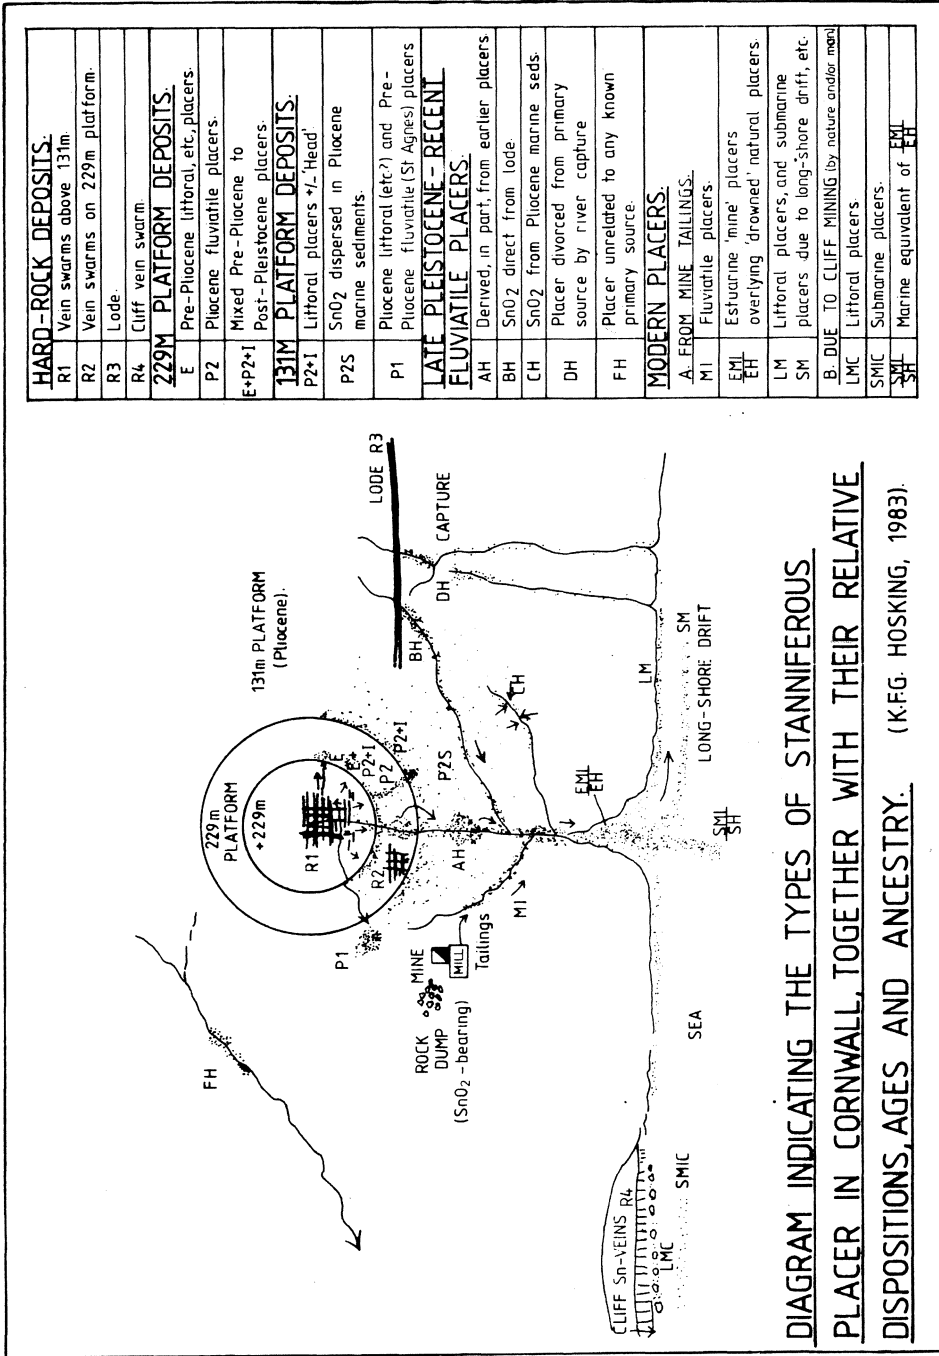 HARD-ROCK DEPOSITS.
R1 Vein swarms above 131m.
R2 Vein swarms on 229m platform.
R3 Lode.
R4 Cliff vein swarm.
229M PLATFORM DEPOSITS.
E Pre-Pliocene littoral, etc, placers.
P2 Pliocene fluviatile placers.
E+P2+I Mixed Pre-Pliocene to
Post-Pleistocene placers.
131M PLATFORM DEPOSITS.
P2+I Littoral placers +/- 'Head'
P2S SnO2 dispersed in Pliocene
marine sediments.
P1 Pliocene littoral (etc?) and Pre-
Pliocene fluviatile (St Agnes) placers
LATE PLEISTOCENE-RECENT
FLUVIATILE PLACERS.
AH Derived, in part, from earlier placers.
BH SnO2 direct from lode.
CH SnO2 from Pliocene marine seds.
DH Placer divorced from primary
source by river capture
FH Placer unrelated to any known
primary source.
MODERN PLACERS.
A. FROM MINE TAILINGS.
MI Fluviatile placers.
EMI Estuarine 'mine' placers
EH overlying 'drowned' natural placers.
LM Littoral placers, and submarine
SM placers due to long-shore drift, etc.
B. DUE TO CLIFF MINING (by nature and/or man)
LMC Littoral placers.
SMIC Submarine placers.
SMI Marine equivalent of EMI
SH EH
FH
229m
PLATFORM
+229m
R1
E
E+
P2+I
P2
P2+I
R2
P1
131m PLATFORM
(Pliocene).
LODE R3
MINE
MILL
Tailings
ROCK
DUMP
(SnO2-bearing)
MI
AH
P2S
BH
CH
DH
CAPTURE
EMI
EH
LM
SM
LONG-SHORE DRIFT
SMI
SH
SEA
CLIFF Sn-VEINS R4
LMC
SMIC
DIAGRAM INDICATING THE TYPES OF STANNIFEROUS
PLACER IN CORNWALL, TOGETHER WITH THEIR RELATIVE
DISPOSITIONS, AGES AND ANCESTRY. (K.F.G. HOSKING, 1983).